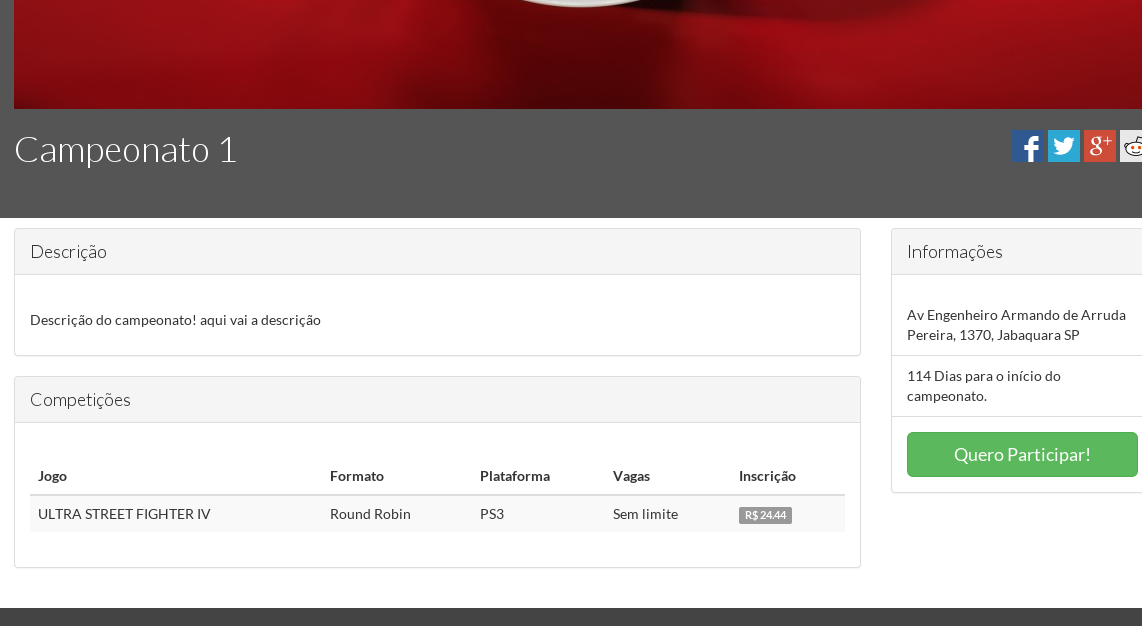 Campeonato 1
f
g+
Descrição
Descrição do campeonato! aqui vai a descrição
Competições
Jogo Formato Plataforma Vagas Inscrição
ULTRA STREET FIGHTER IV Round Robin PS3 Sem limite R$ 24.44
Informações
Av Engenheiro Armando de Arruda
Pereira, 1370, Jabaquara SP
114 Dias para o início do
campeonato.
Quero Participar!